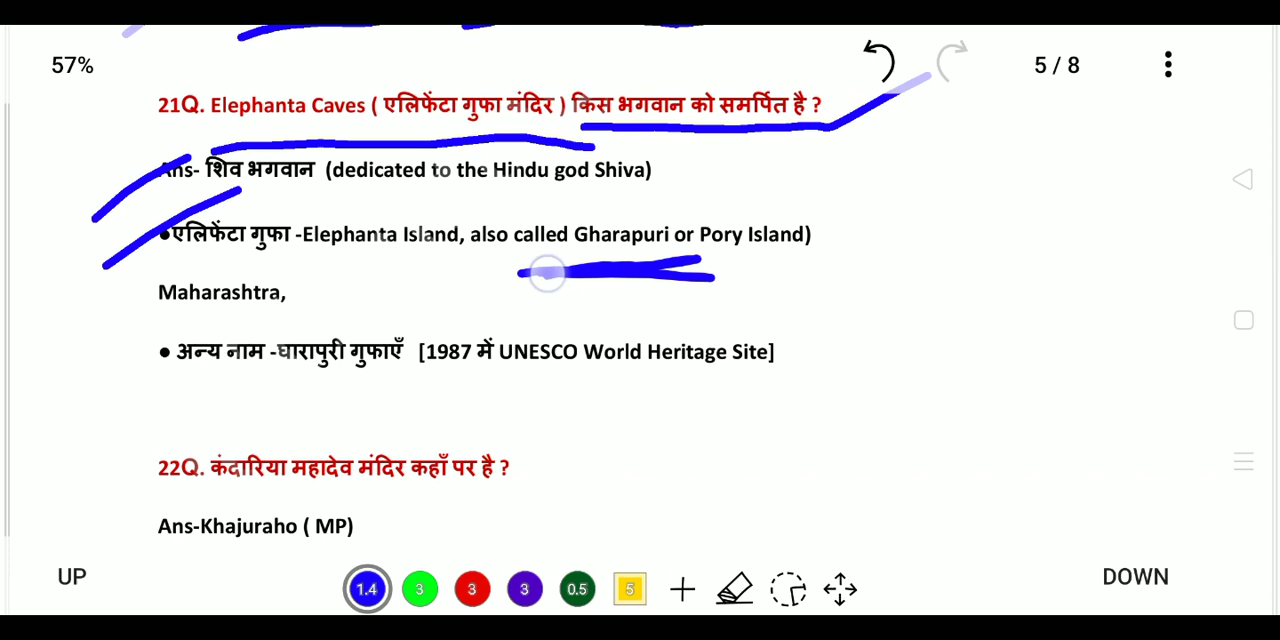 57%
5 / 8
21Q. Elephanta Caves ( एलिफेंटा गुफा मंदिर ) किस भगवान को समर्पित है ?
Ans- शिव भगवान (dedicated to the Hindu god Shiva)
●एलिफेंटा गुफा -Elephanta Island, also called Gharapuri or Pory Island)
Maharashtra,
● अन्य नाम -घारापुरी गुफाएँ [1987 में UNESCO World Heritage Site]
22Q. कंदारिया महादेव मंदिर कहाँ पर है ?
Ans-Khajuraho ( MP)
UP
1.4 3 3 3 0.5 5
DOWN